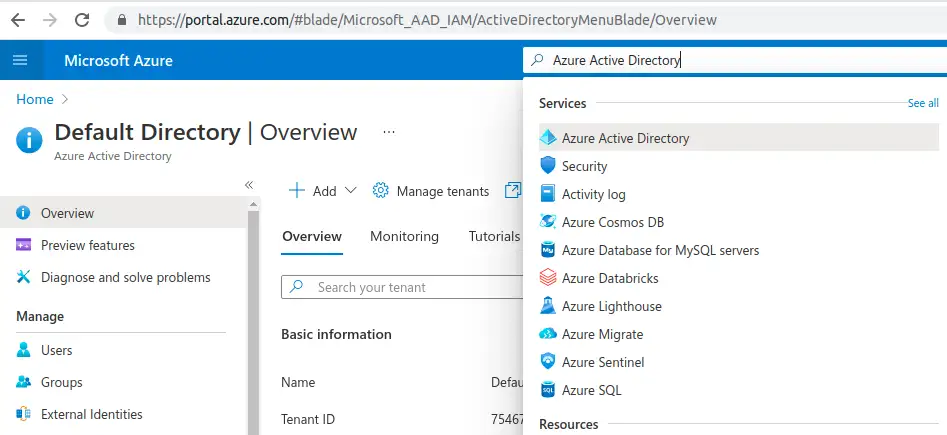 https://portal.azure.com/#blade/Microsoft_AAD_IAM/ActiveDirectoryMenuBlade/Overview
Microsoft Azure
Azure Active Directory
Home >
Default Directory | Overview ...
Azure Active Directory
«
Overview
Preview features
Diagnose and solve problems
Manage
Users
Groups
External Identities
Add
Manage tenants
Overview
Monitoring
Tutorials
Search your tenant
Basic information
Name
Defau
Tenant ID
75467
Services
See all
Azure Active Directory
Security
Activity log
Azure Cosmos DB
My
Azure Database for MySQL servers
Azure Databricks
Azure Lighthouse
Azure Migrate
Azure Sentinel
SQL
Azure SQL
Resources